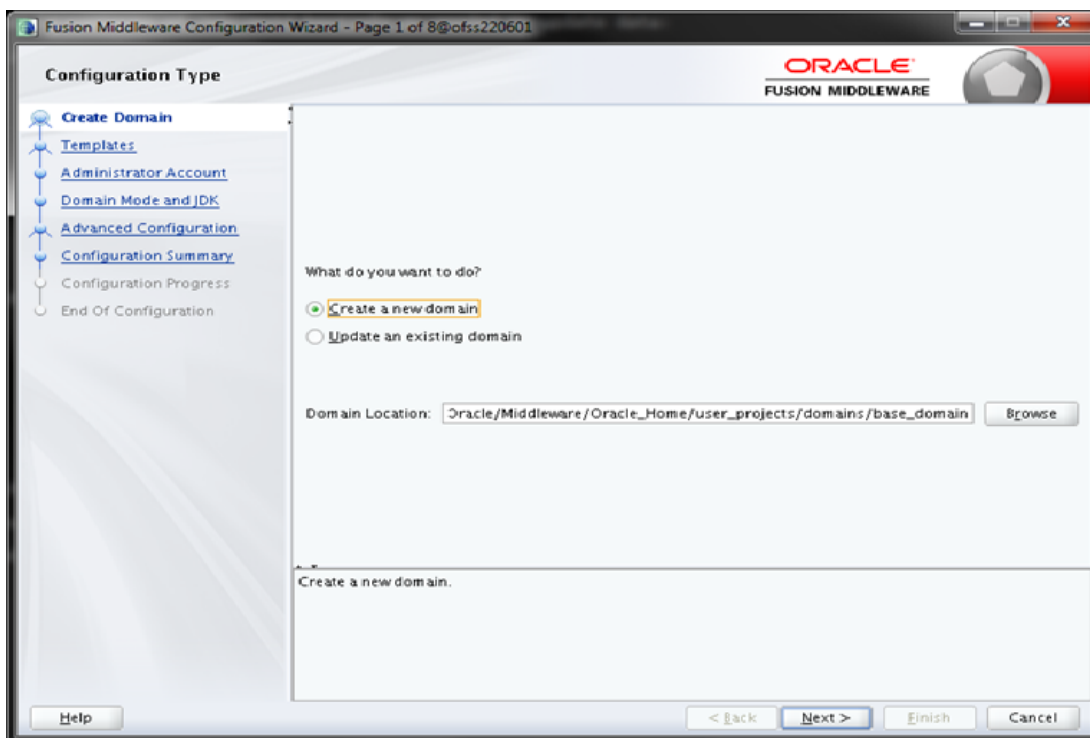 Fusion Middleware Configuration Wizard - Page 1 of 8@ofss220601
Configuration Type
ORACLE
FUSION MIDDLEWARE
Create Domain
Templates
Administrator Account
Domain Mode and JDK
Advanced Configuration
Configuration Summary
Configuration Progress
End Of Configuration
What do you want to do?
Create a new domain
Update an existing domain
Domain Location: Oracle/Middleware/Oracle_Home/user_projects/domains/base_domain Browse
Create a new domain.
Help < Back Next > Finish Cancel